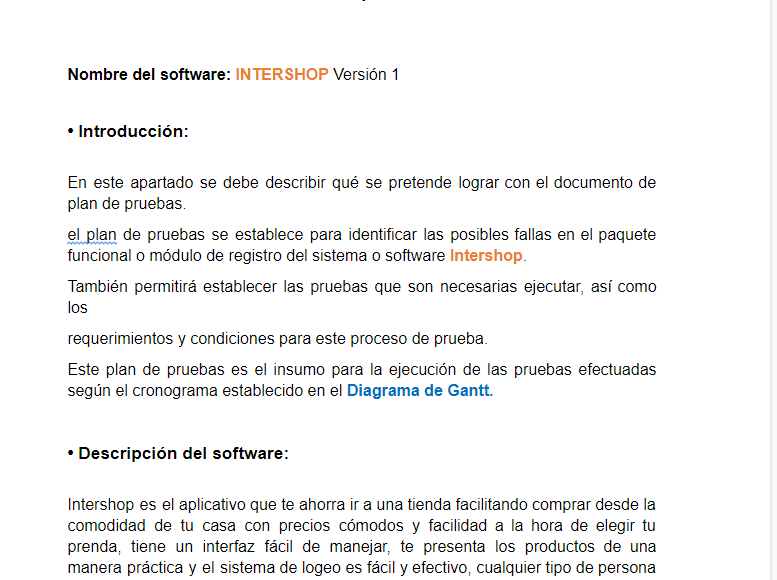 Nombre del software: INTERSHOP Versión 1
• Introducción:
En este apartado se debe describir qué se pretende lograr con el documento de
plan de pruebas.
el plan de pruebas se establece para identificar las posibles fallas en el paquete
funcional o módulo de registro del sistema o software Intershop.
También permitirá establecer las pruebas que son necesarias ejecutar, así como
los
requerimientos y condiciones para este proceso de prueba.
Este plan de pruebas es el insumo para la ejecución de las pruebas efectuadas
según el cronograma establecido en el Diagrama de Gantt.
• Descripción del software:
Intershop es el aplicativo que te ahorra ir a una tienda facilitando comprar desde la
comodidad de tu casa con precios cómodos y facilidad a la hora de elegir tu
prenda, tiene un interfaz fácil de manejar, te presenta los productos de una
manera práctica y el sistema de logeo es fácil y efectivo, cualquier tipo de persona